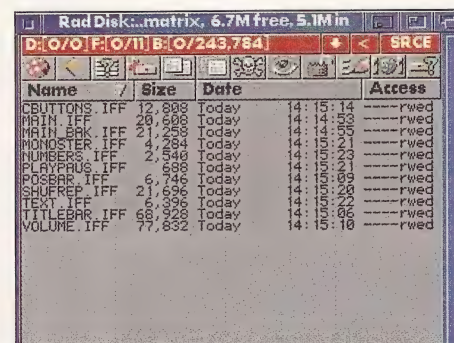 Rad Disk:..matrix, 6.7M free, 5.1M in
D:[0/0] F:[0/11] B:[0/243,784] < SRCE
Name / Size Date Access
CBUTTONS.IFF 12,808 Today 14:15:14 ----rwed
MAIN.IFF 20,608 Today 14:14:53 ----rwed
MAIN_BAK.IFF 21,258 Today 14:14:55 ----rwed
MONOSTER.IFF 4,284 Today 14:15:21 ----rwed
NUMBERS.IFF 2,540 Today 14:15:23 ----rwed
PLAYPAUS.IFF 688 Today 14:15:21 ----rwed
POSBAR.IFF 6,746 Today 14:15:09 ----rwed
SHUFREP.IFF 21,696 Today 14:15:20 ----rwed
TEXT.IFF 6,396 Today 14:15:22 ----rwed
TITLEBAR.IFF 68,928 Today 14:15:06 ----rwed
VOLUME.IFF 77,832 Today 14:15:10 ----rwed